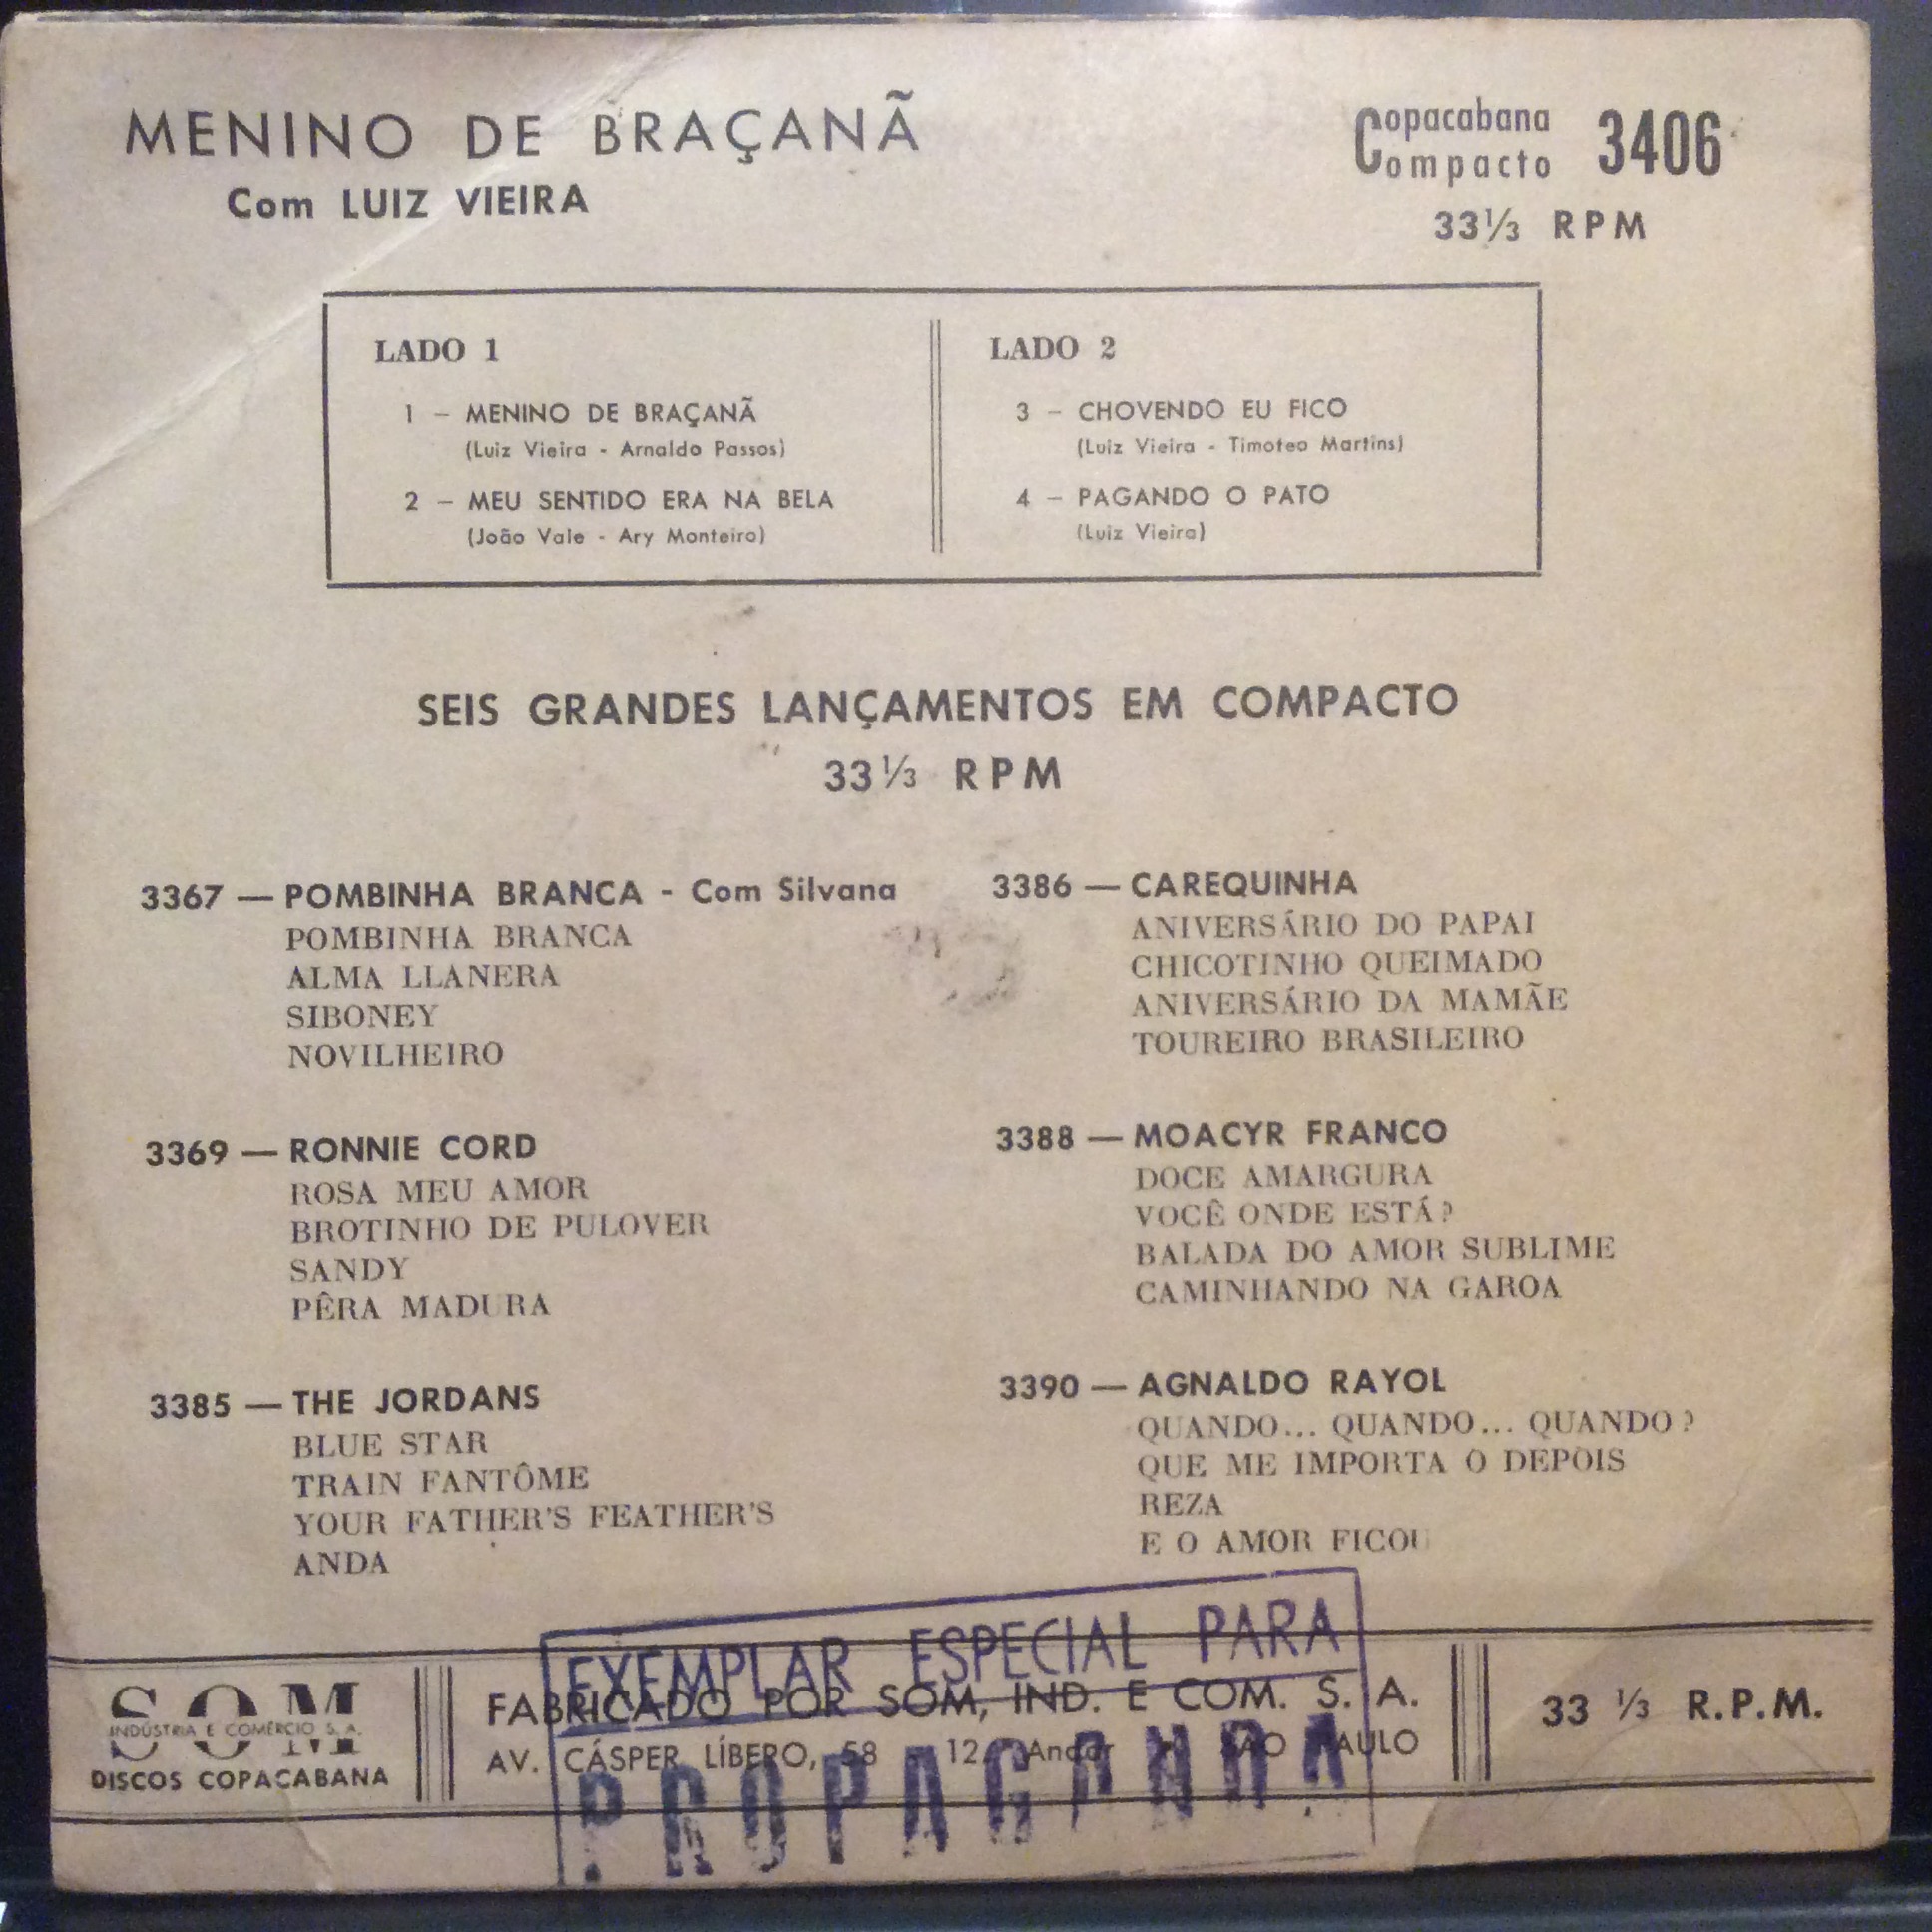 MENINO DE BRAÇANÃ
Com LUIZ VIEIRA
Copacabana
Compacto 3406
33⅓ RPM
LADO 1
1 – MENINO DE BRAÇANÃ
(Luiz Vieira - Arnaldo Passos)
2 – MEU SENTIDO ERA NA BELA
(João Vale - Ary Monteiro)
LADO 2
3 – CHOVENDO EU FICO
(Luiz Vieira - Timoteo Martins)
4 – PAGANDO O PATO
(Luiz Vieira)
SEIS GRANDES LANÇAMENTOS EM COMPACTO
33⅓ RPM
3367 — POMBINHA BRANCA - Com Silvana
POMBINHA BRANCA
ALMA LLANERA
SIBONEY
NOVILHEIRO
3369 — RONNIE CORD
ROSA MEU AMOR
BROTINHO DE PULOVER
SANDY
PÊRA MADURA
3385 — THE JORDANS
BLUE STAR
TRAIN FANTÔME
YOUR FATHER'S FEATHER'S
ANDA
3386 — CAREQUINHA
ANIVERSÁRIO DO PAPAI
CHICOTINHO QUEIMADO
ANIVERSÁRIO DA MAMÃE
TOUREIRO BRASILEIRO
3388 — MOACYR FRANCO
DOCE AMARGURA
VOCÊ ONDE ESTÁ?
BALADA DO AMOR SUBLIME
CAMINHANDO NA GAROA
3390 — AGNALDO RAYOL
QUANDO... QUANDO... QUANDO?
QUE ME IMPORTA O DEPOIS
REZA
E O AMOR FICOU
EXEMPLAR ESPECIAL PARA
PROPAGANDA
SOM
INDÚSTRIA E COMÉRCIO S. A.
DISCOS COPACABANA
FABRICADO POR SOM, IND. E COM. S. A.
AV. CÁSPER LÍBERO, 58 - 12.º Andar - SÃO PAULO
33 ⅓ R.P.M.